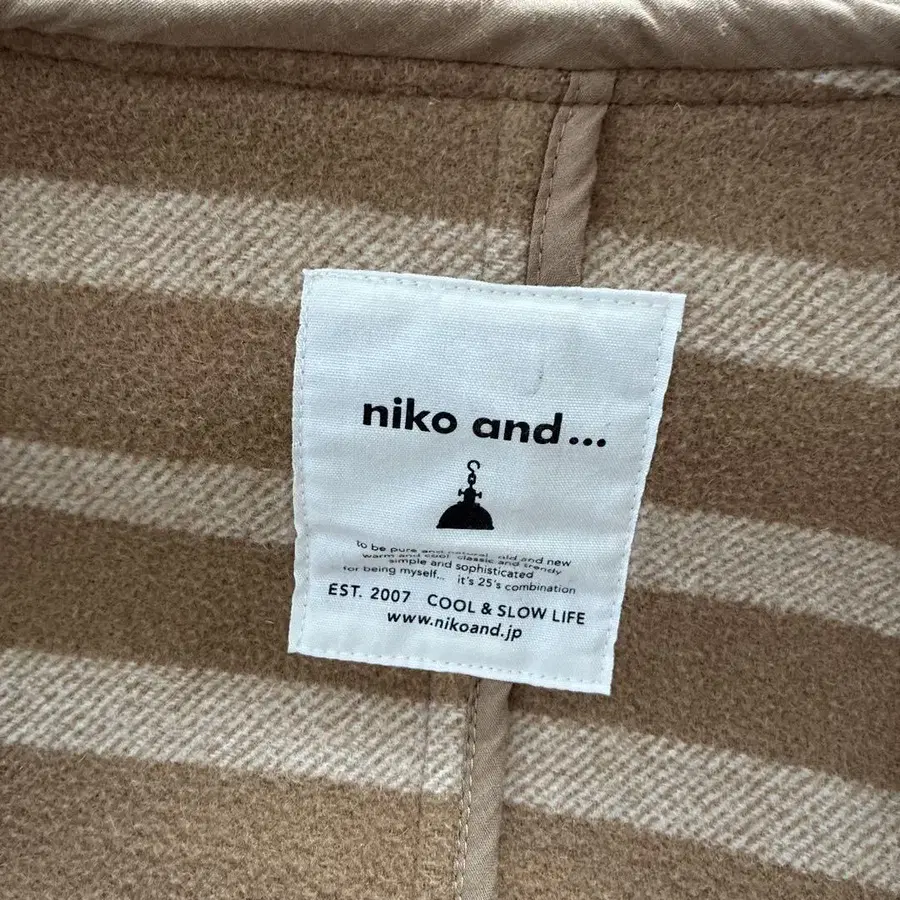 niko and...
to be pure and natural old and new
warm and cool classic and trendy
simple and sophisticated
for being myself... it's 25's combination
EST. 2007 COOL & SLOW LIFE
www.nikoand.jp